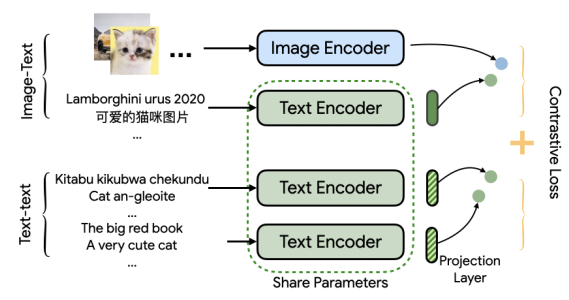 Image-Text
...
Image Encoder
Lamborghini urus 2020
可爱的猫咪图片
...
Text Encoder
Contrastive Loss
+
Text-text
Kitabu kikubwa chekundu
Cat an-gleoite
...
Text Encoder
The big red book
A very cute cat
...
Text Encoder
Projection
Layer
Share Parameters